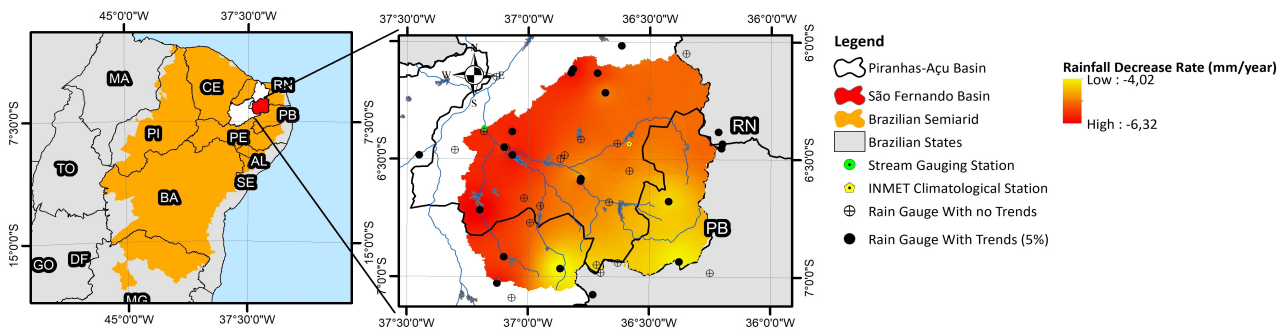 45°0'0"W 37°30'0"W
7°30'0"S
15°0'0"S
MA
CE
RN
PB
PI
PE
AL
SE
TO
BA
DF
GO
MG
7°30'0"S
15°0'0"S
45°0'0"W 37°30'0"W
37°30'0"W 37°0'0"W 36°30'0"W 36°0'0"W
N
W
S
RN
PB
6°0'0"S
6°30'0"S
7°0'0"S
6°30'0"S
7°0'0"S
37°30'0"W 37°0'0"W 36°30'0"W 36°0'0"W
Legend
Piranhas-Açu Basin
São Fernando Basin
Brazilian Semiarid
Brazilian States
Stream Gauging Station
INMET Climatological Station
Rain Gauge With no Trends
Rain Gauge With Trends (5%)
Rainfall Decrease Rate (mm/year)
Low : -4,02
High : -6,32